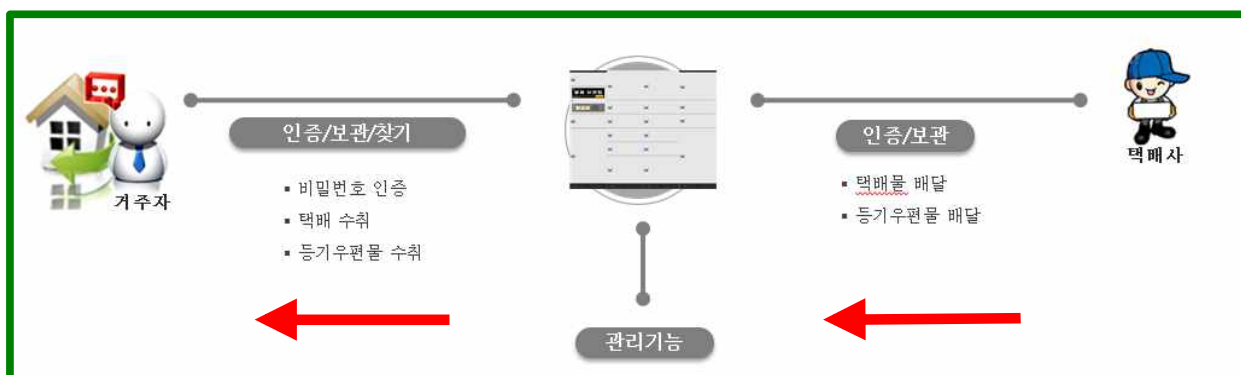 거주자
인증/보관/찾기
▪ 비밀번호 인증
▪ 택배 수취
▪ 등기우편물 수취
인증/보관
▪ 택배물 배달
▪ 등기우편물 배달
택배사
관리기능